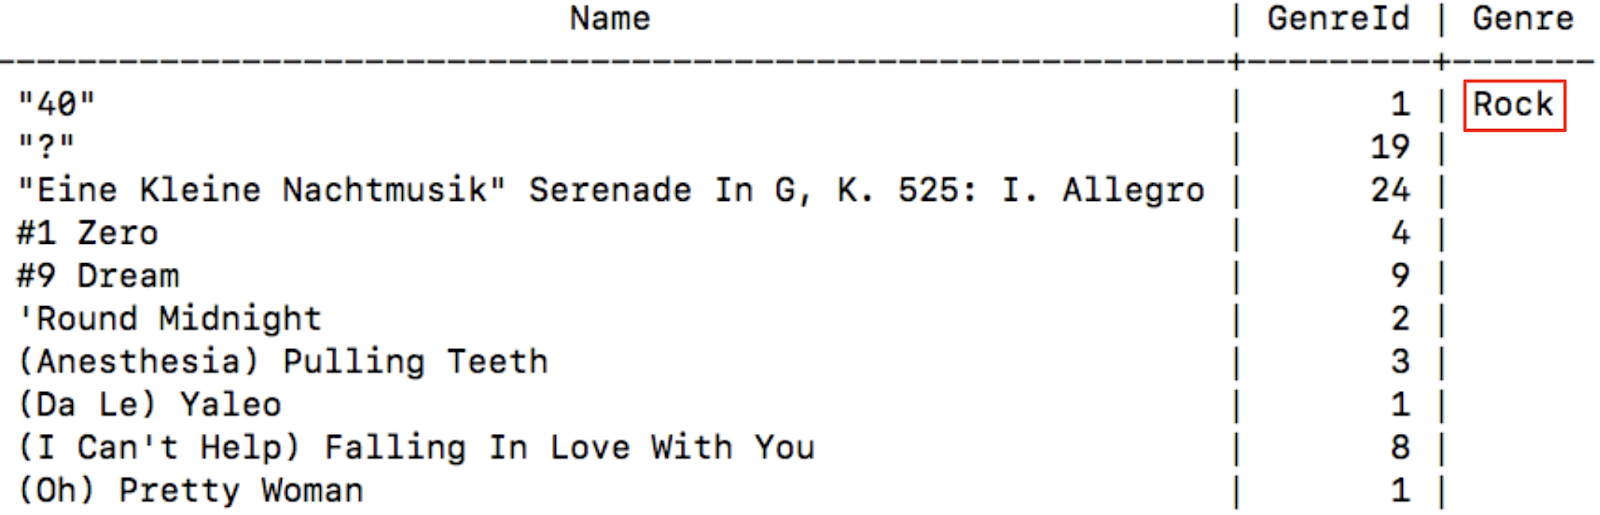 Name | GenreId | Genre
"40" | 1 | Rock
"?" | 19 |
"Eine Kleine Nachtmusik" Serenade In G, K. 525: I. Allegro | 24 |
#1 Zero | 4 |
#9 Dream | 9 |
'Round Midnight | 2 |
(Anesthesia) Pulling Teeth | 3 |
(Da Le) Yaleo | 1 |
(I Can't Help) Falling In Love With You | 8 |
(Oh) Pretty Woman | 1 |